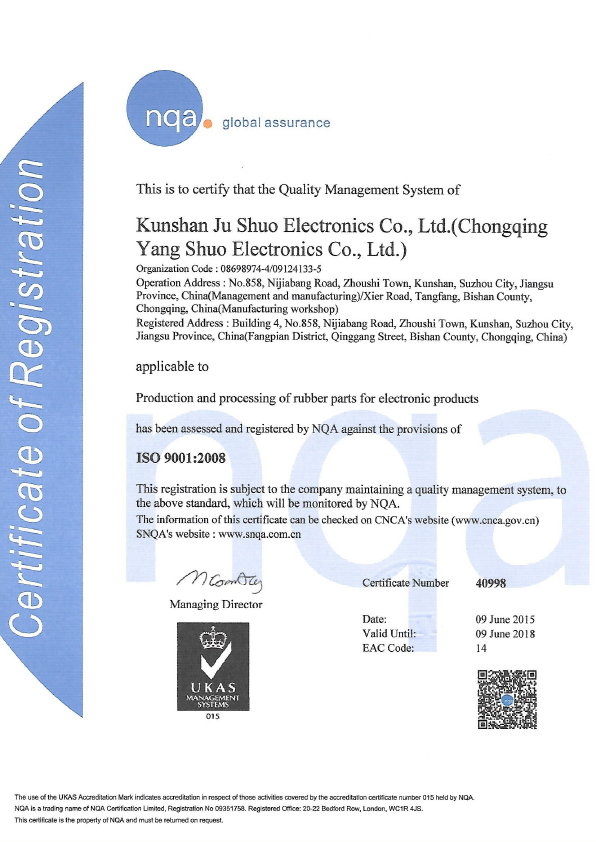 Certificate of Registration
nqa.
global assurance
This is to certify that the Quality Management System of
Kunshan Ju Shuo Electronics Co., Ltd.(Chongqing
Yang Shuo Electronics Co., Ltd.)
Organization Code : 08698974-4/09124133-5
Operation Address : No.858, Nijiabang Road, Zhoushi Town, Kunshan, Suzhou City, Jiangsu
Province, China(Management and manufacturing)/Xier Road, Tangfang, Bishan County,
Chongqing, China(Manufacturing workshop)
Registered Address : Building 4, No.858, Nijiabang Road, Zhoushi Town, Kunshan, Suzhou City,
Jiangsu Province, China(Fangpian District, Qinggang Street, Bishan County, Chongqing, China)
applicable to
Production and processing of rubber parts for electronic products
has been assessed and registered by NQA against the provisions of
ISO 9001:2008
This registration is subject to the company maintaining a quality management system, to
the above standard, which will be monitored by NQA.
The information of this certificate can be checked on CNCA's website (www.cnca.gov.cn)
SNQA's website : www.snqa.com.cn
nqa
Managing Director
Certificate Number 40998
Date: 09 June 2015
Valid Until: 09 June 2018
EAC Code: 14
UKAS
MANAGEMENT
SYSTEMS
015
The use of the UKAS Accreditation Mark indicates accreditation in respect of those activities covered by the accreditation certificate number 015 held by NQA.
NQA is a trading name of NQA Certification Limited, Registration No 09351758. Registered Office: 20-22 Bedford Row, London, WC1R 4JS.
This certificate is the property of NQA and must be returned on request.